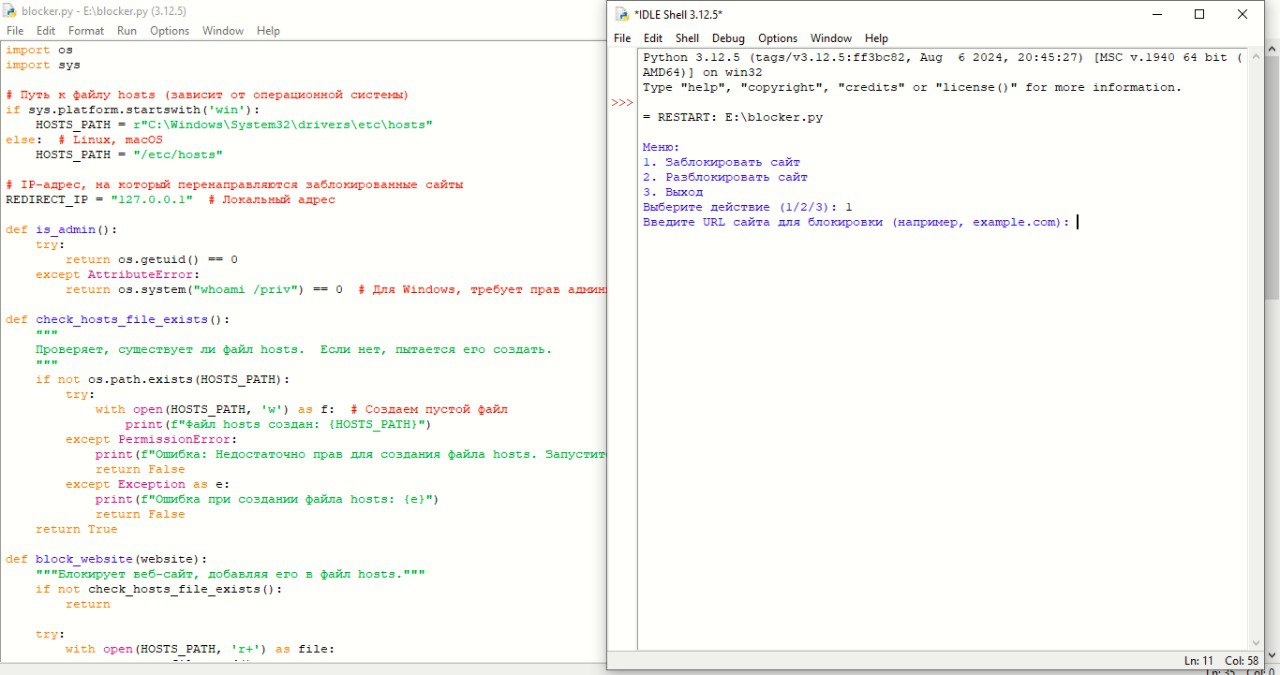 blocker.py - E:\blocker.py (3.12.5)
File Edit Format Run Options Window Help
import os
import sys
# Путь к файлу hosts (зависит от операционной системы)
if sys.platform.startswith('win'):
    HOSTS_PATH = r"C:\Windows\System32\drivers\etc\hosts"
else:  # Linux, macOS
    HOSTS_PATH = "/etc/hosts"
# IP-адрес, на который перенаправляются заблокированные сайты
REDIRECT_IP = "127.0.0.1"  # Локальный адрес
def is_admin():
    try:
        return os.getuid() == 0
    except AttributeError:
        return os.system("whoami /priv") == 0  # Для Windows, требует прав
def check_hosts_file_exists():
    """
    Проверяет, существует ли файл hosts.  Если нет, пытается его создать.
    """
    if not os.path.exists(HOSTS_PATH):
        try:
            with open(HOSTS_PATH, 'w') as f:  # Создаем пустой файл
                print(f"Файл hosts создан: {HOSTS_PATH}")
        except PermissionError:
            print(f"Ошибка: Недостаточно прав для создания файла hosts. Запустит
            return False
        except Exception as e:
            print(f"Ошибка при создании файла hosts: {e}")
            return False
    return True
def block_website(website):
    """Блокирует веб-сайт, добавляя его в файл hosts."""
    if not check_hosts_file_exists():
        return
    try:
        with open(HOSTS_PATH, 'r+') as file:
*IDLE Shell 3.12.5*
File Edit Shell Debug Options Window Help
Python 3.12.5 (tags/v3.12.5:ff3bc82, Aug  6 2024, 20:45:27) [MSC v.1940 64 bit (
AMD64)] on win32
Type "help", "copyright", "credits" or "license()" for more information.
>>>
= RESTART: E:\blocker.py
Меню:
1. Заблокировать сайт
2. Разблокировать сайт
3. Выход
Выберите действие (1/2/3): 1
Введите URL сайта для блокировки (например, example.com):
Ln: 11 Col: 58
Ln: 35 Col: 0